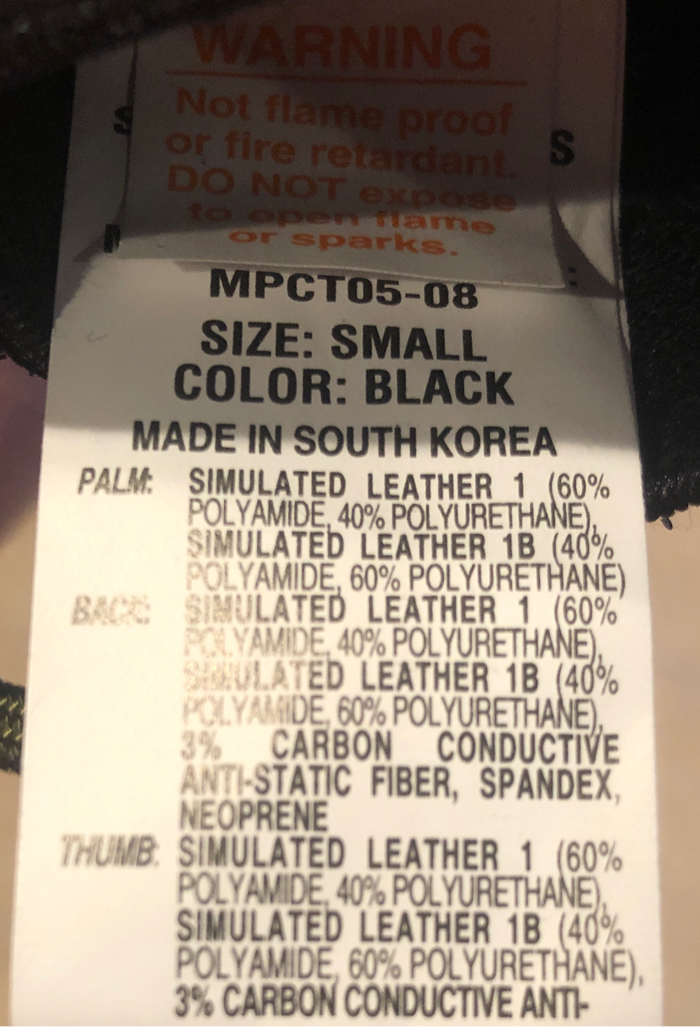 WARNING
Not flame proof
or fire retardant.
DO NOT expose
to open flame
or sparks.
S
S
MPCT05-08
SIZE: SMALL
COLOR: BLACK
MADE IN SOUTH KOREA
PALM: SIMULATED LEATHER 1 (60%
POLYAMIDE, 40% POLYURETHANE),
SIMULATED LEATHER 1B (40%
POLYAMIDE, 60% POLYURETHANE)
BACK: SIMULATED LEATHER 1 (60%
POLYAMIDE, 40% POLYURETHANE),
SIMULATED LEATHER 1B (40%
POLYAMIDE, 60% POLYURETHANE),
3% CARBON CONDUCTIVE
ANTI-STATIC FIBER, SPANDEX,
NEOPRENE
THUMB: SIMULATED LEATHER 1 (60%
POLYAMIDE, 40% POLYURETHANE),
SIMULATED LEATHER 1B (40%
POLYAMIDE, 60% POLYURETHANE),
3% CARBON CONDUCTIVE ANTI-